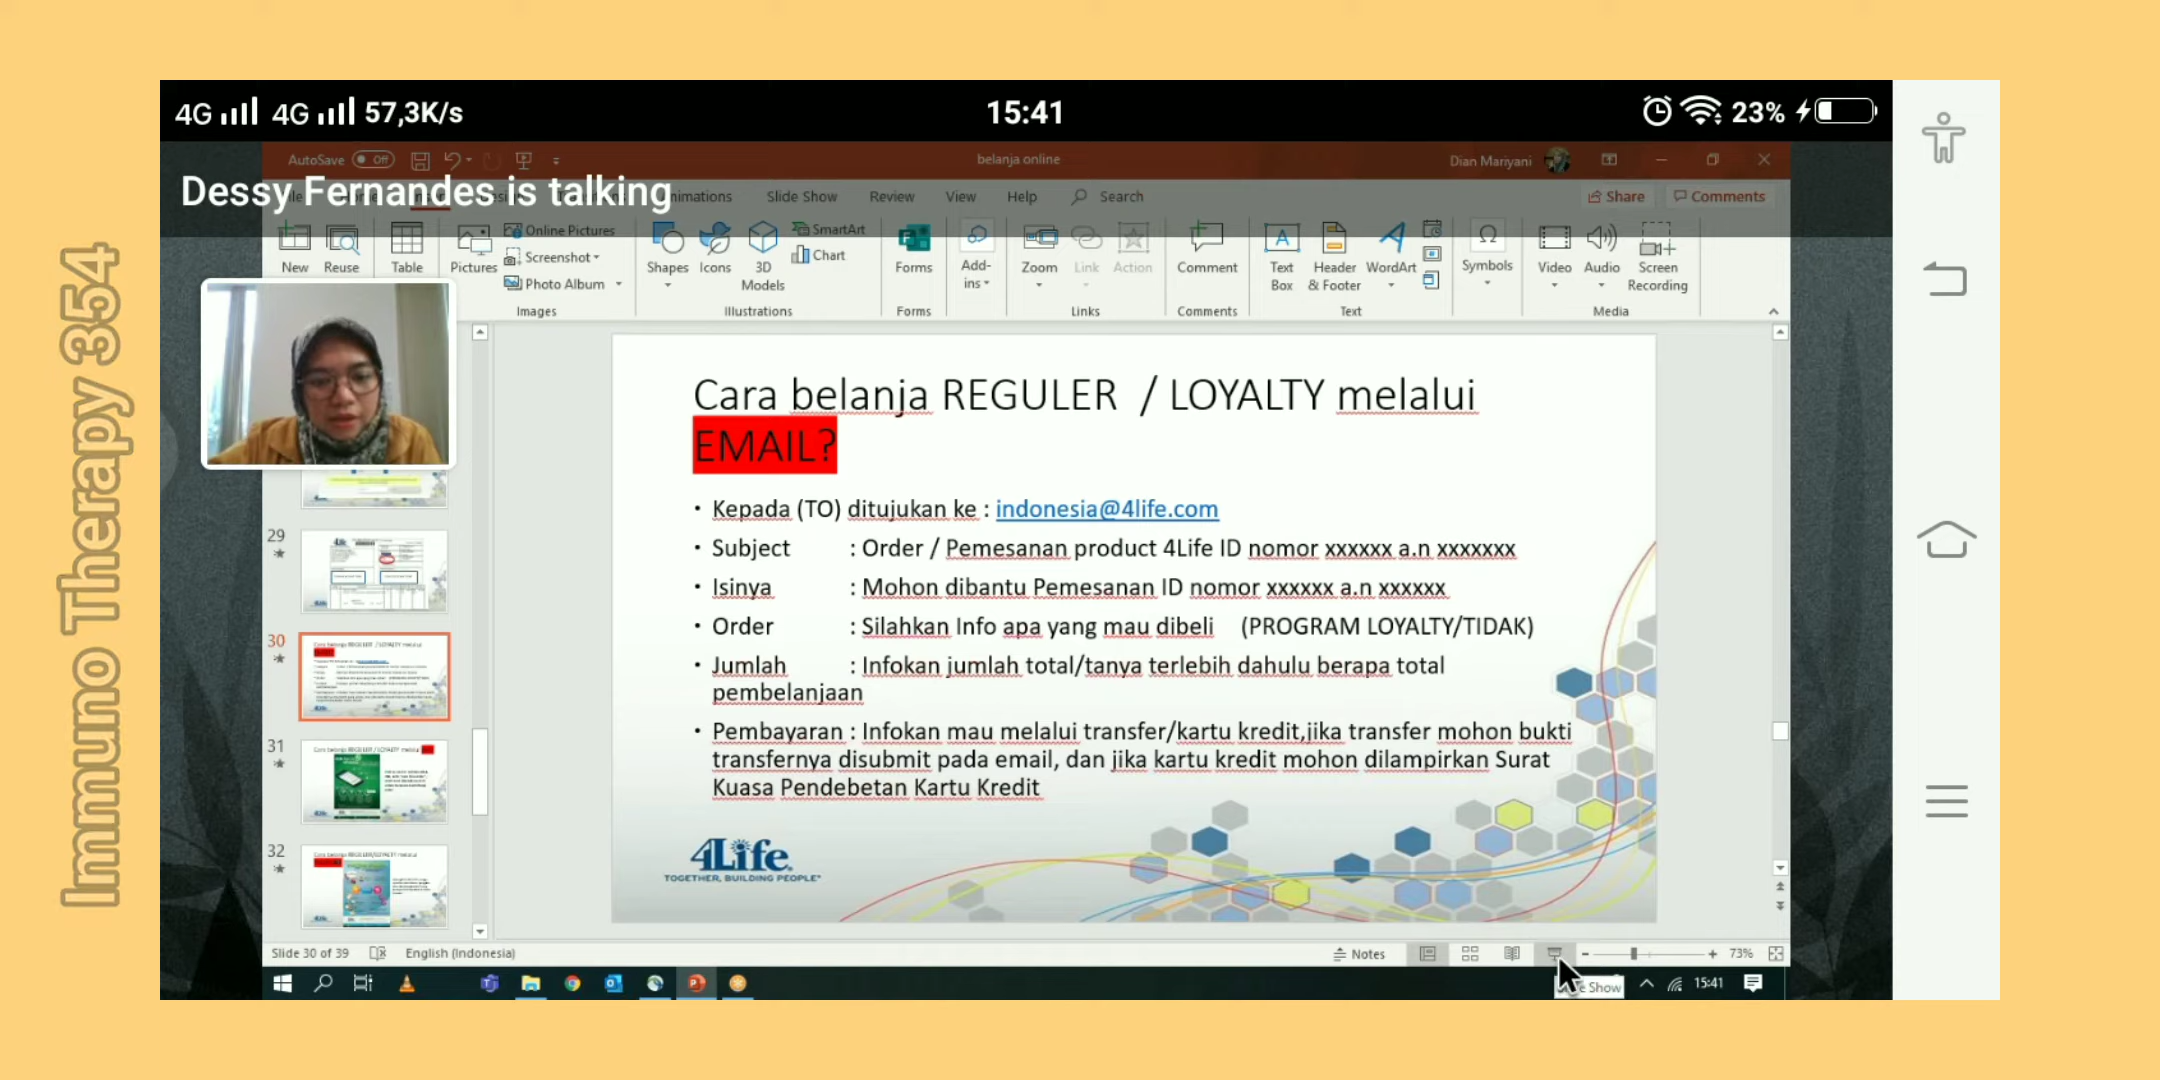 Immuno Therapy 354
4G 4G 57,3K/s 15:41 23%
AutoSave Off belanja online Dian Mariyani
Dessy Fernandes is talking
Slide Show Review View Help Search Share Comments
New Reuse Table Pictures Online Pictures Screenshot Photo Album Images
Shapes Icons 3D Models SmartArt Chart Illustrations
Forms Forms
Add-ins
Zoom Link Action Links
Comment Comments
Text Box Header & Footer WordArt Text
Symbols
Video Audio Screen Recording Media
Cara belanja REGULER / LOYALTY melalui
EMAIL?
• Kepada (TO) ditujukan ke : indonesia@4life.com
• Subject : Order / Pemesanan product 4Life ID nomor xxxxxx a.n xxxxxxx
• Isinya : Mohon dibantu Pemesanan ID nomor xxxxxx a.n xxxxxx
• Order : Silahkan Info apa yang mau dibeli (PROGRAM LOYALTY/TIDAK)
• Jumlah : Infokan jumlah total/tanya terlebih dahulu berapa total
pembelanjaan
• Pembayaran : Infokan mau melalui transfer/kartu kredit,jika transfer mohon bukti
transfernya disubmit pada email, dan jika kartu kredit mohon dilampirkan Surat
Kuasa Pendebetan Kartu Kredit
4Life
TOGETHER, BUILDING PEOPLE
29
30
31
32
Slide 30 of 39 English (Indonesia) Notes 73%
Show 15:41